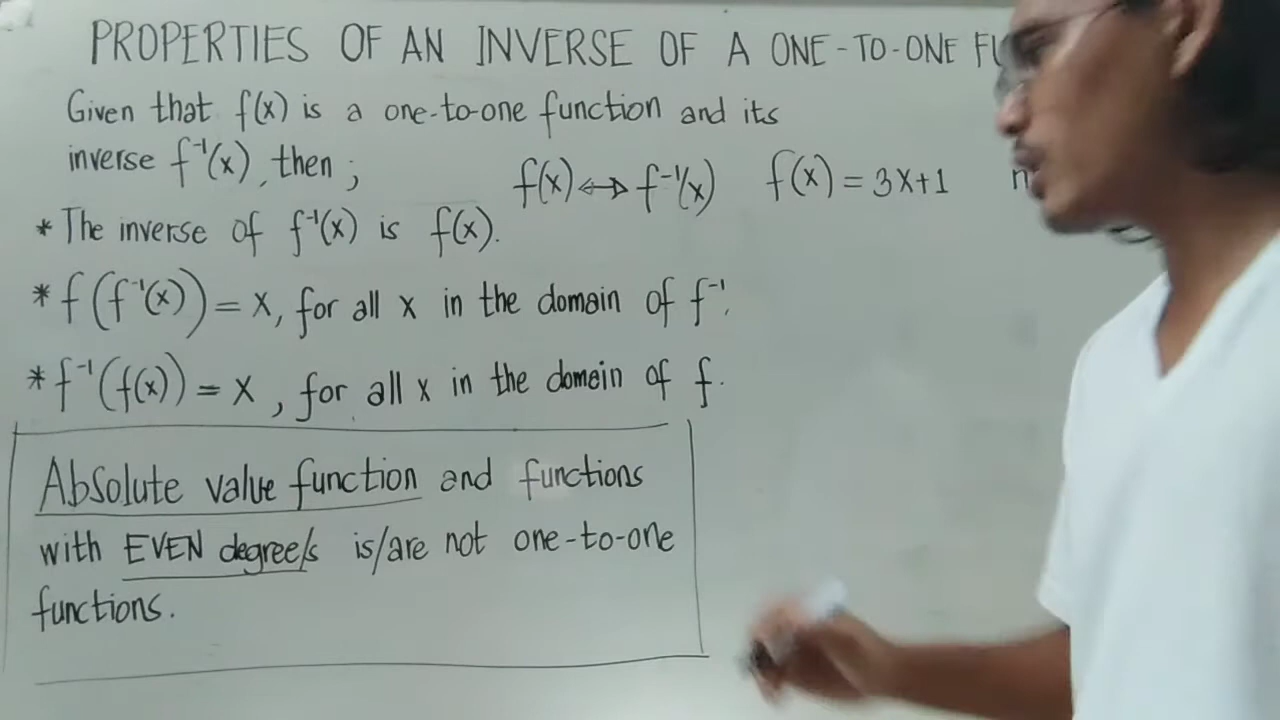 PROPERTIES OF AN INVERSE OF A ONE-TO-ONE FU
Given that f(x) is a one-to-one function and its
inverse f⁻¹(x), then ;
f(x) ↔ f⁻¹(x) f(x) = 3x+1
* The inverse of f⁻¹(x) is f(x).
* f(f⁻¹(x)) = x, for all x in the domain of f⁻¹.
* f⁻¹(f(x)) = x, for all x in the domain of f.
Absolute value function and functions
with EVEN degree/s is/are not one-to-one
functions.